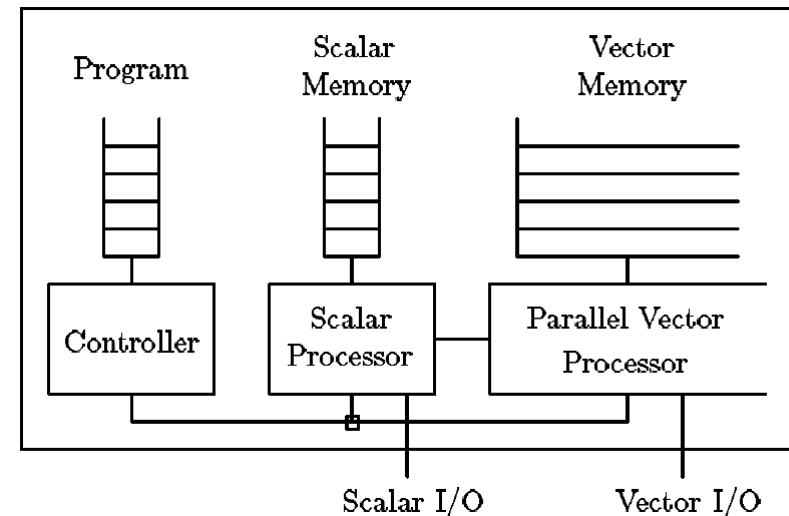 Program
Scalar
Memory
Vector
Memory
Controller
Scalar
Processor
Parallel Vector
Processor
Scalar I/O
Vector I/O